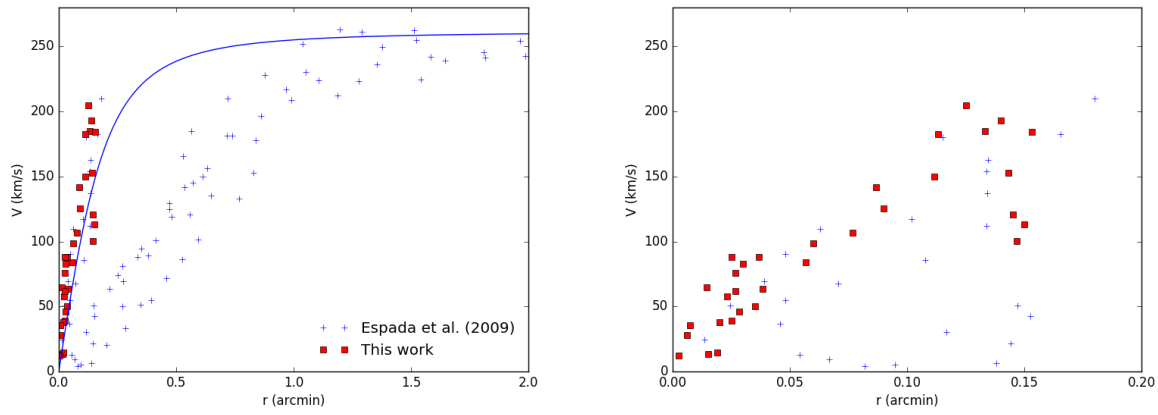 250
200
150
100
50
0
V (km/s)
0.0 0.5 1.0 1.5 2.0
r (arcmin)
Espada et al. (2009)
This work
250
200
150
100
50
0
V (km/s)
0.00 0.05 0.10 0.15 0.20
r (arcmin)